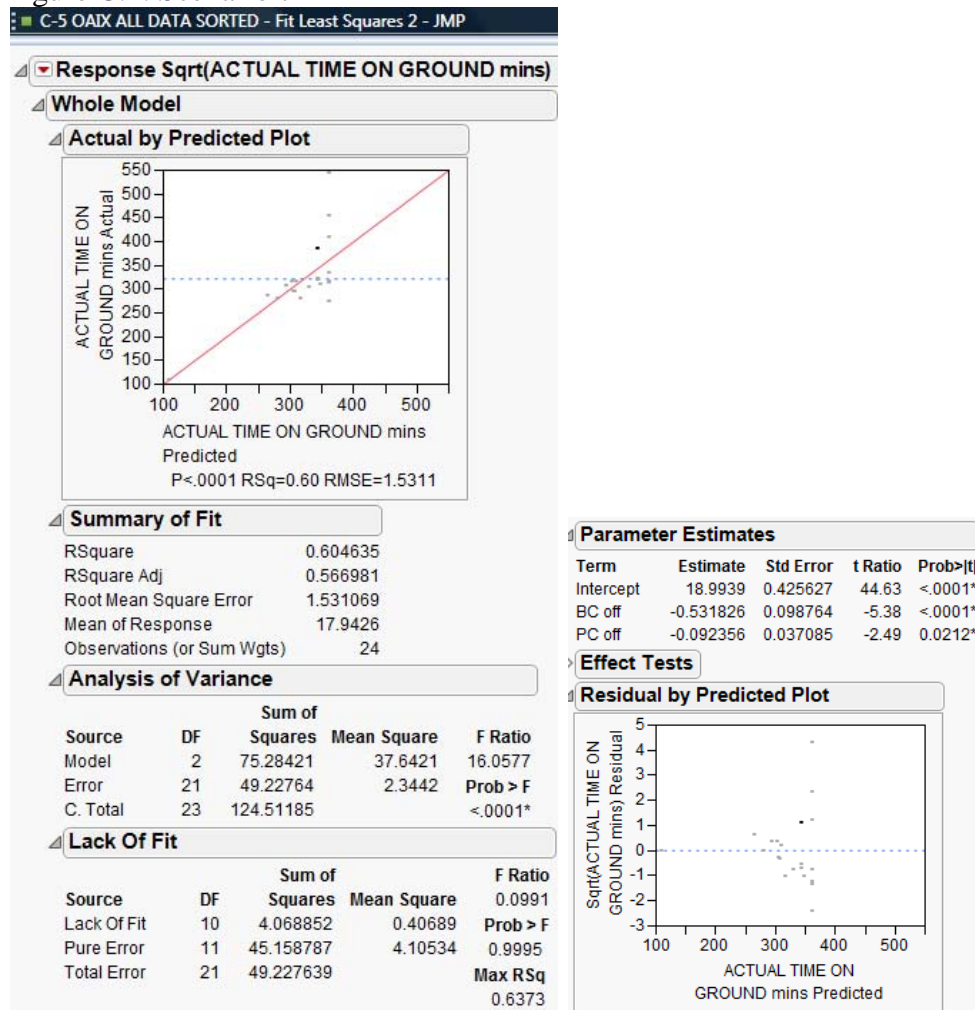 C-5 OAIX ALL DATA SORTED - Fit Least Squares 2 - JMP
Response Sqrt(ACTUAL TIME ON GROUND mins)
Whole Model
Actual by Predicted Plot
ACTUAL TIME ON
GROUND mins Actual
550
500
450
400
350
300
250
200
150
100
100 200 300 400 500
ACTUAL TIME ON GROUND mins
Predicted
P<.0001 RSq=0.60 RMSE=1.5311
Summary of Fit
RSquare 0.604635
RSquare Adj 0.566981
Root Mean Square Error 1.531069
Mean of Response 17.9426
Observations (or Sum Wgts) 24
Analysis of Variance
Sum of
Source DF Squares Mean Square F Ratio
Model 2 75.28421 37.6421 16.0577
Error 21 49.22764 2.3442 Prob > F
C. Total 23 124.51185 <.0001*
Lack Of Fit
Sum of F Ratio
Source DF Squares Mean Square 0.0991
Lack Of Fit 10 4.068852 0.40689 Prob > F
Pure Error 11 45.158787 4.10534 0.9995
Total Error 21 49.227639 Max RSq
0.6373
Parameter Estimates
Term Estimate Std Error t Ratio Prob>|t|
Intercept 18.9939 0.425627 44.63 <.0001*
BC off -0.531826 0.098764 -5.38 <.0001*
PC off -0.092356 0.037085 -2.49 0.0212*
Effect Tests
Residual by Predicted Plot
Sqrt(ACTUAL TIME ON
GROUND mins) Residual
5
4
3
2
1
0
-1
-2
-3
100 200 300 400 500
ACTUAL TIME ON
GROUND mins Predicted